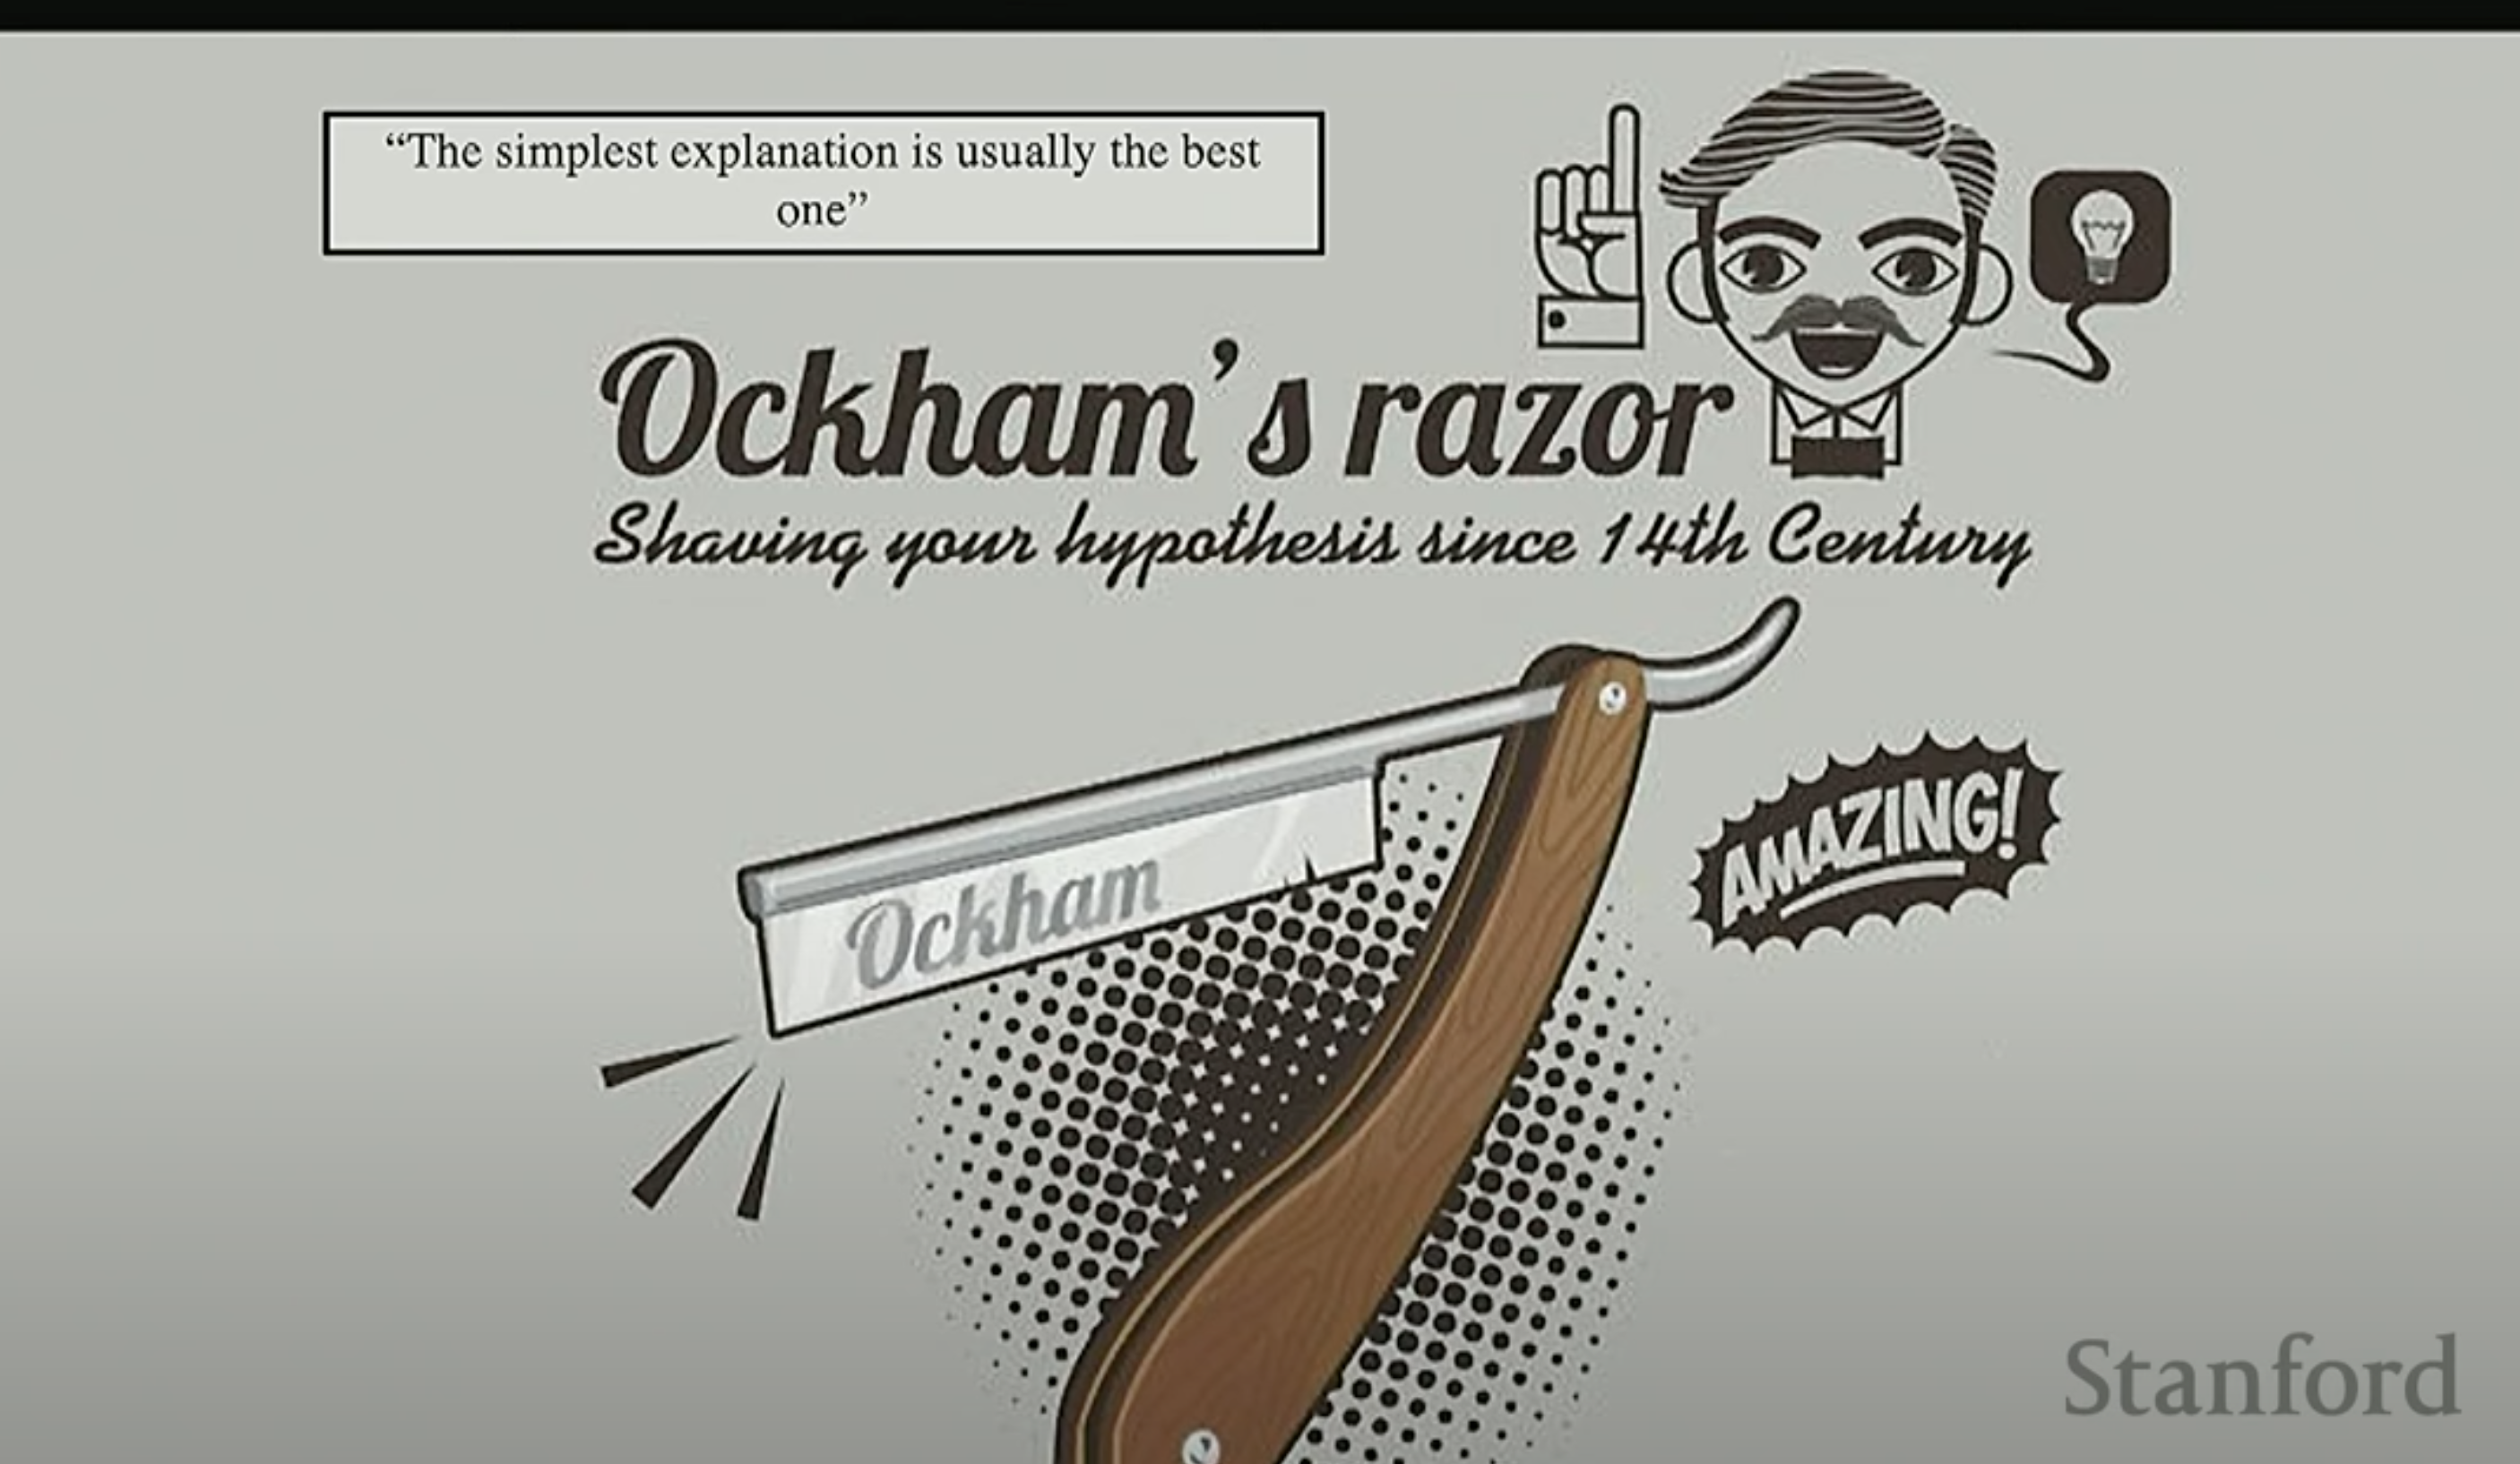 “The simplest explanation is usually the best
one”
Ockham’s razor
Shaving your hypothesis since 14th Century
Ockham
AMAZING!
Stanford